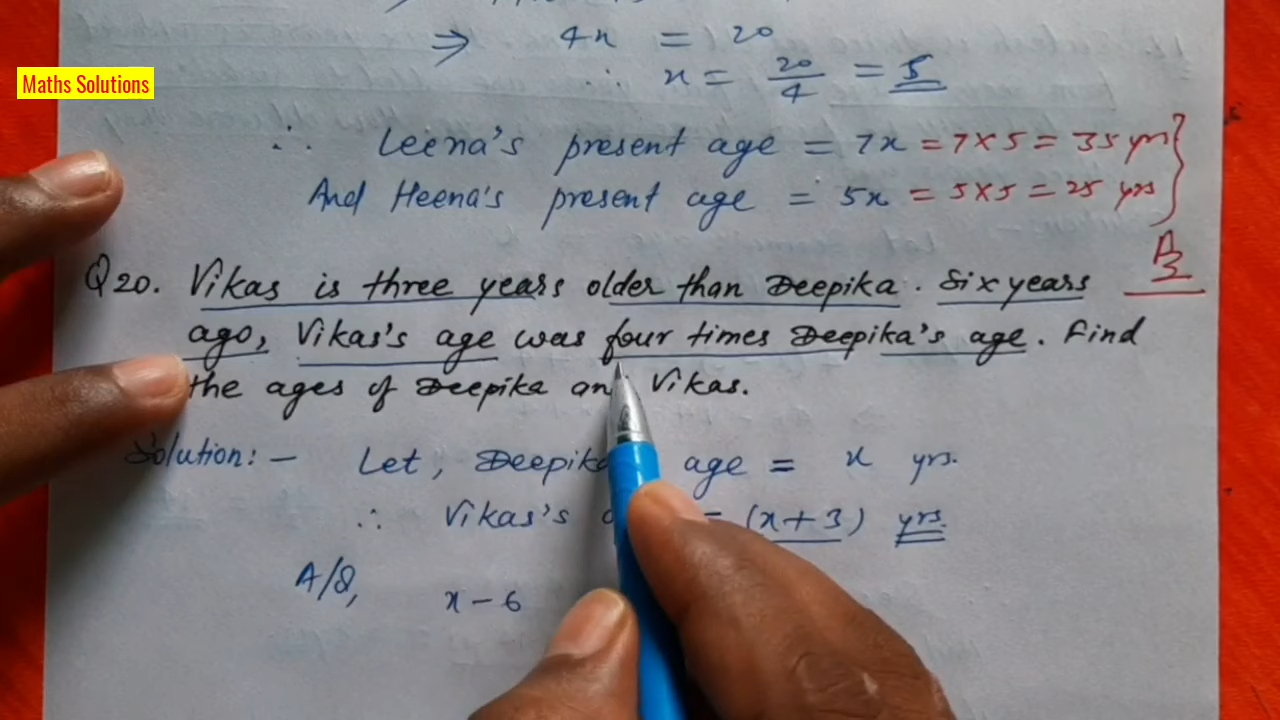 Maths Solutions
⇒ 4x = 20
∴ x = 20/4 = 5
∴ Leena's present age = 7x = 7×5 = 35 yrs
And Heena's present age = 5x = 5×5 = 25 yrs
Q20. Vikas is three years older than Deepika. Six years
ago, Vikas's age was four times Deepika's age. Find
the ages of Deepika Vikas.
Solution:- Let, age = x yrs.
∴ Vikas's = (x+3) yrs.
A/Q, x-6